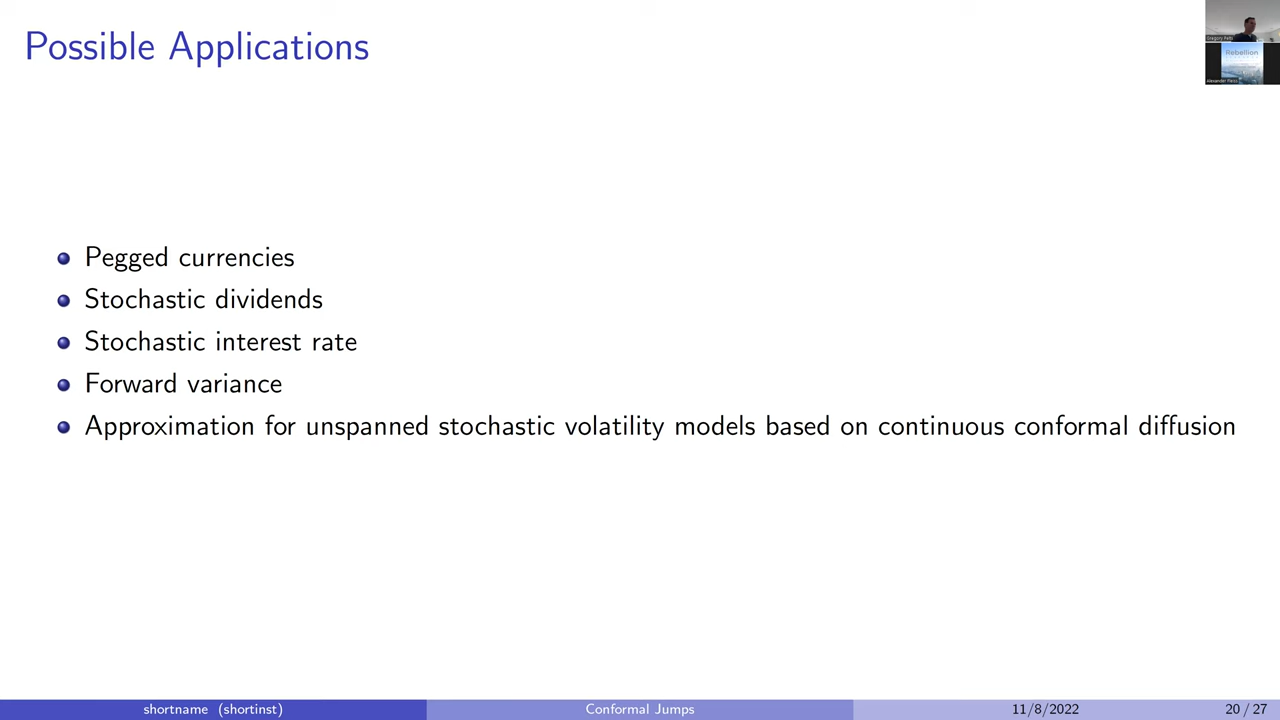 Possible Applications
Pegged currencies
Stochastic dividends
Stochastic interest rate
Forward variance
Approximation for unspanned stochastic volatility models based on continuous conformal diffusion
Rebellion
shortname (shortinst)
Conformal Jumps
11/8/2022
20 / 27